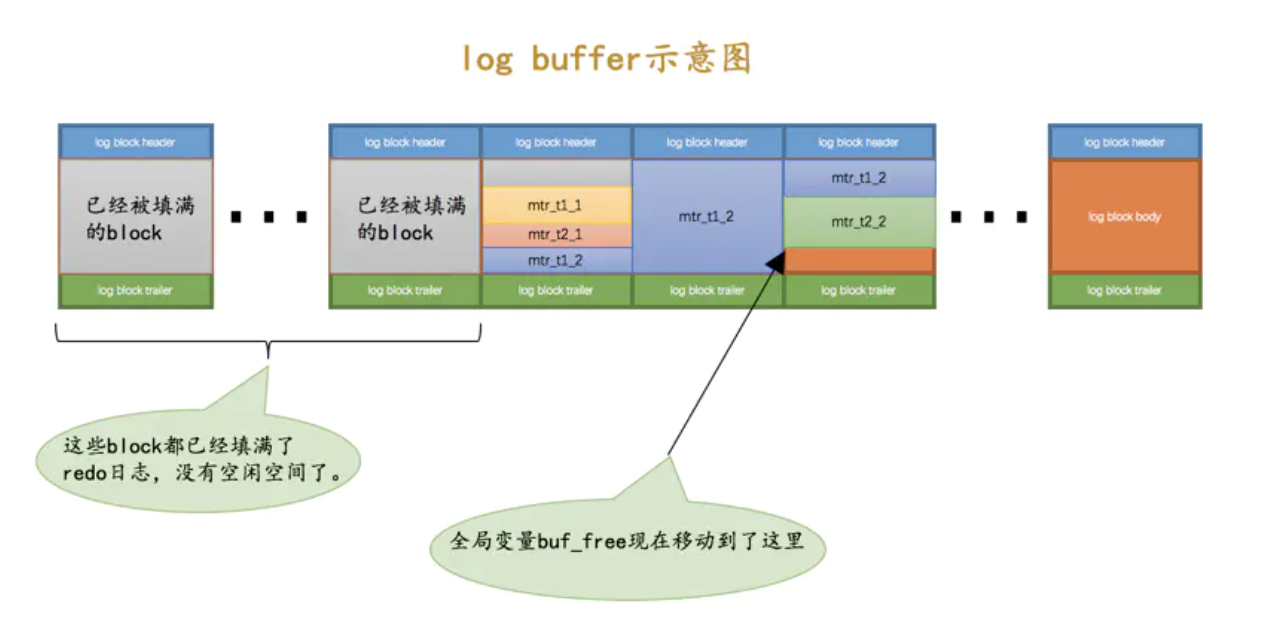 log buffer示意图
log block header
log block header
log block header
log block header
log block header
log block header
已经被填满
的block
已经被填满
的block
mtr_t1_1
mtr_t2_1
mtr_t1_2
mtr_t1_2
mtr_t1_2
mtr_t2_2
log block body
log block trailer
log block trailer
log block trailer
log block trailer
log block trailer
log block trailer
这些block都已经填满了
redo日志，没有空闲空间了。
全局变量buf_free现在移动到了这里